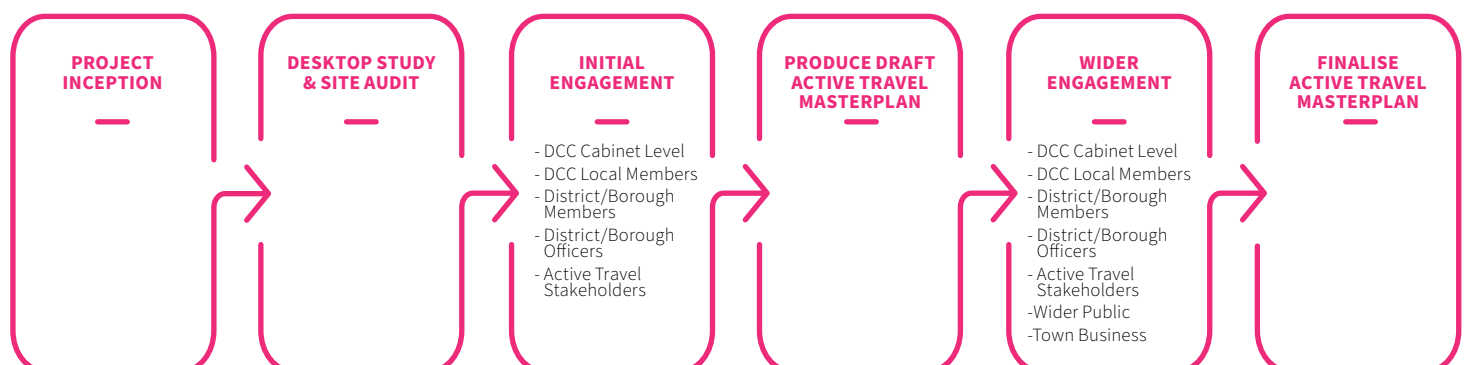 PROJECT
INCEPTION
DESKTOP STUDY
& SITE AUDIT
INITIAL
ENGAGEMENT
- DCC Cabinet Level
- DCC Local Members
- District/Borough
Members
- District/Borough
Officers
- Active Travel
Stakeholders
PRODUCE DRAFT
ACTIVE TRAVEL
MASTERPLAN
WIDER
ENGAGEMENT
- DCC Cabinet Level
- DCC Local Members
- District/Borough
Members
- District/Borough
Officers
- Active Travel
Stakeholders
-Wider Public
-Town Business
FINALISE
ACTIVE TRAVEL
MASTERPLAN